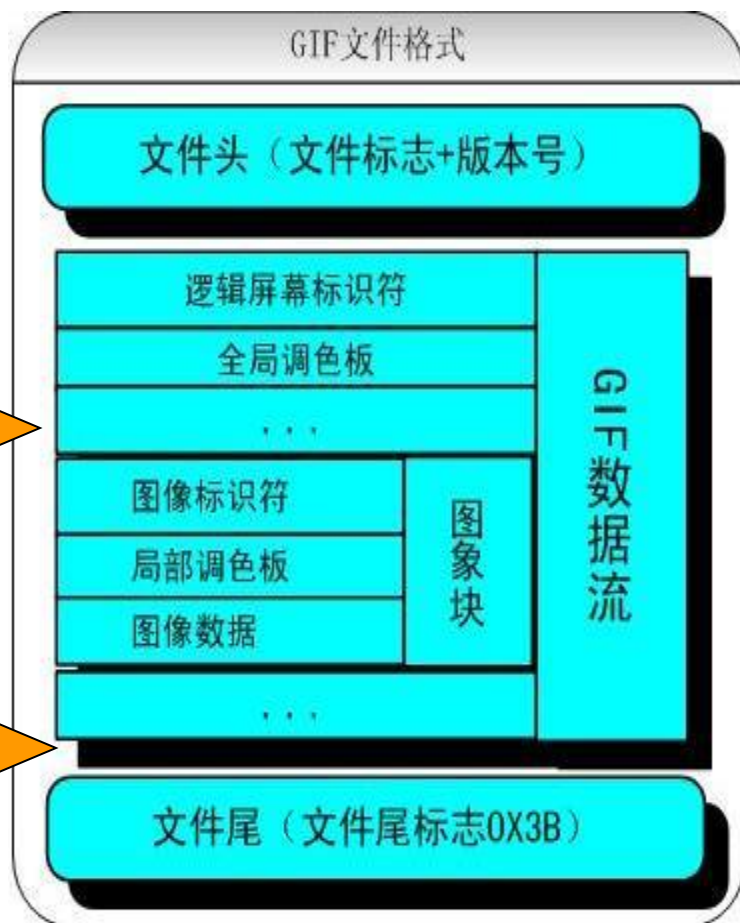 GIF文件格式
文件头（文件标志+版本号）
逻辑屏幕标识符
全局调色板
...
图像标识符
局部调色板
图像数据
图象块
...
GIF数据流
文件尾（文件尾标志0X3B）